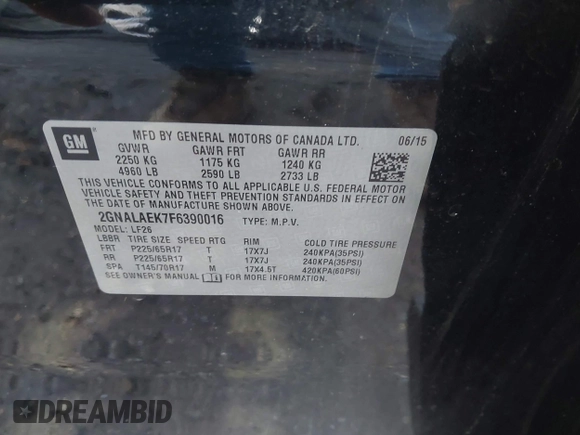 GM
MFD BY GENERAL MOTORS OF CANADA LTD. 06/15
GVWR GAWR FRT GAWR RR
2250 KG 1175 KG 1240 KG
4960 LB 2590 LB 2733 LB
THIS VEHICLE CONFORMS TO ALL APPLICABLE U.S. FEDERAL MOTOR
VEHICLE SAFETY AND THEFT PREVENTION STANDARDS IN EFFECT ON
THE DATE OF MANUFACTURE SHOWN ABOVE.
2GNALAEK7F6390016 TYPE: M.P.V.
MODEL: LF26
LBBR TIRE SIZE SPEED RTG RIM COLD TIRE PRESSURE
FRT P225/65R17 T 17X7J 240KPA(35PSI)
RR P225/65R17 T 17X7J 240KPA(35PSI)
SPA T145/70R17 M 17X4.5T 420KPA(60PSI)
SEE OWNER'S MANUAL FOR MORE INFORMATION.
DREAMBID